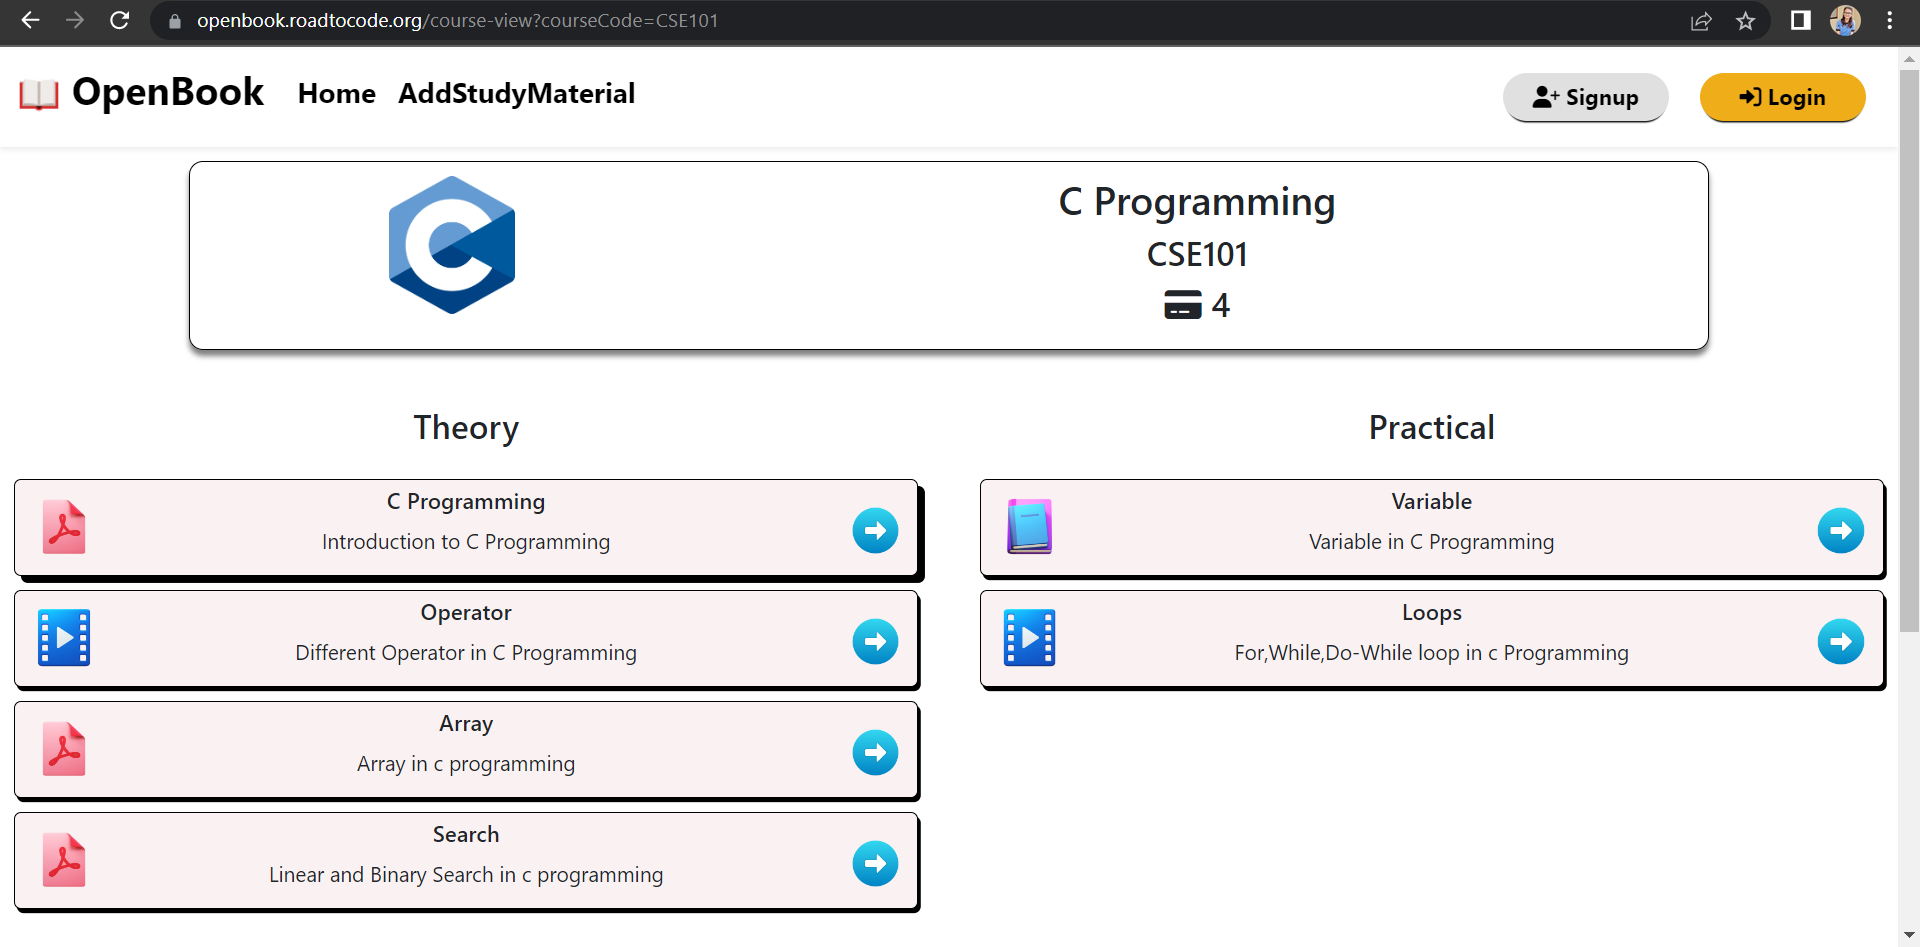 openbook.roadtocode.org/course-view?courseCode=CSE101
OpenBook Home AddStudyMaterial Signup Login
C Programming
CSE101
4
Theory
C Programming
Introduction to C Programming
Operator
Different Operator in C Programming
Array
Array in c programming
Search
Linear and Binary Search in c programming
Practical
Variable
Variable in C Programming
Loops
For,While,Do-While loop in c Programming